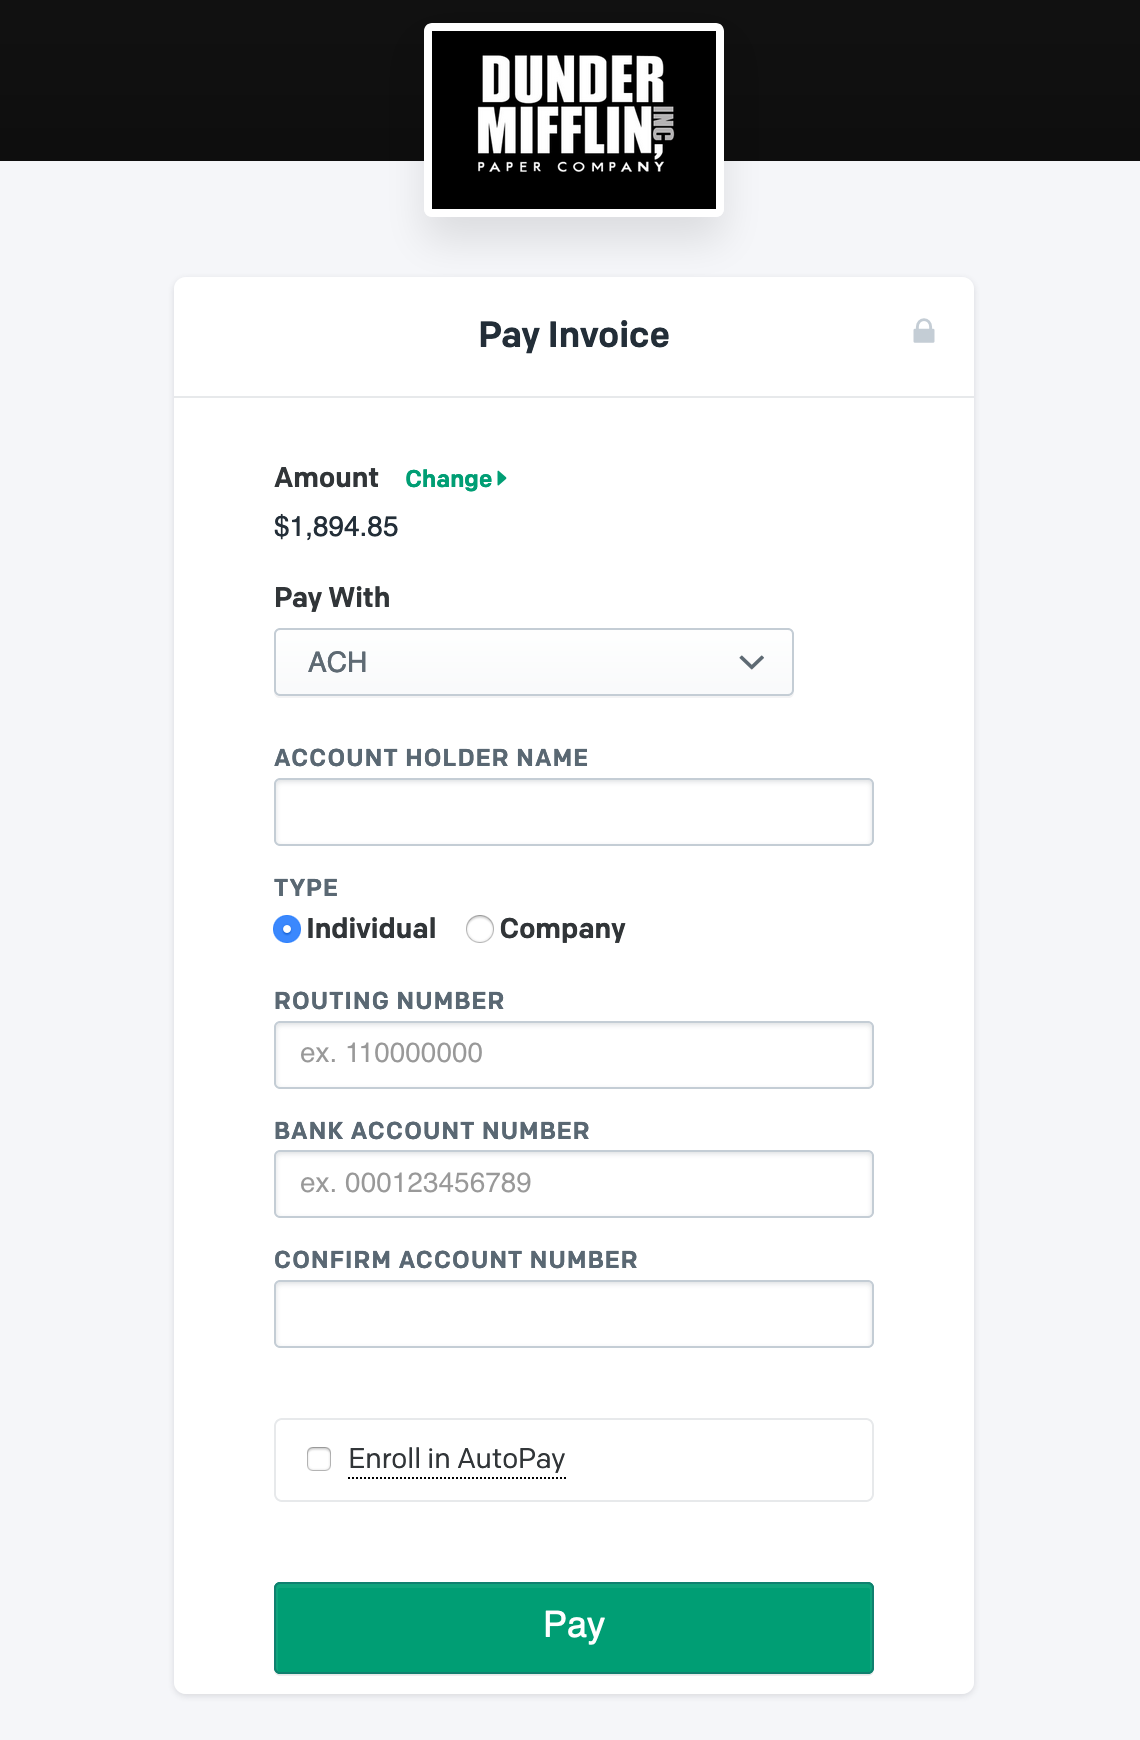 DUNDER
MIFFLIN, INC
PAPER COMPANY
Pay Invoice
Amount Change
$1,894.85
Pay With
ACH
ACCOUNT HOLDER NAME
TYPE
Individual Company
ROUTING NUMBER
ex. 110000000
BANK ACCOUNT NUMBER
ex. 000123456789
CONFIRM ACCOUNT NUMBER
Enroll in AutoPay
Pay